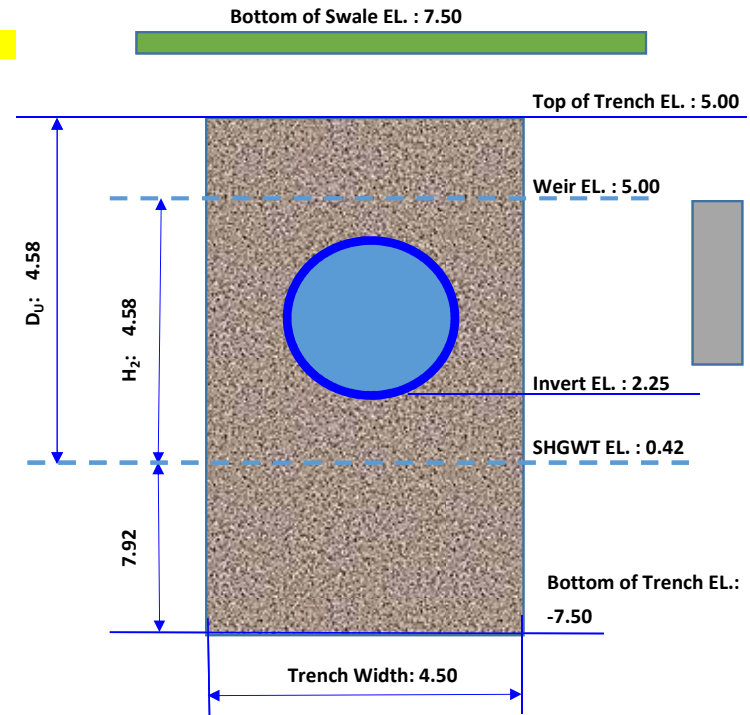 Bottom of Swale EL. : 7.50
Top of Trench EL. : 5.00
Weir EL. : 5.00
DU: 4.58
H2: 4.58
Invert EL. : 2.25
SHGWT EL. : 0.42
7.92
Bottom of Trench EL.:
-7.50
Trench Width: 4.50